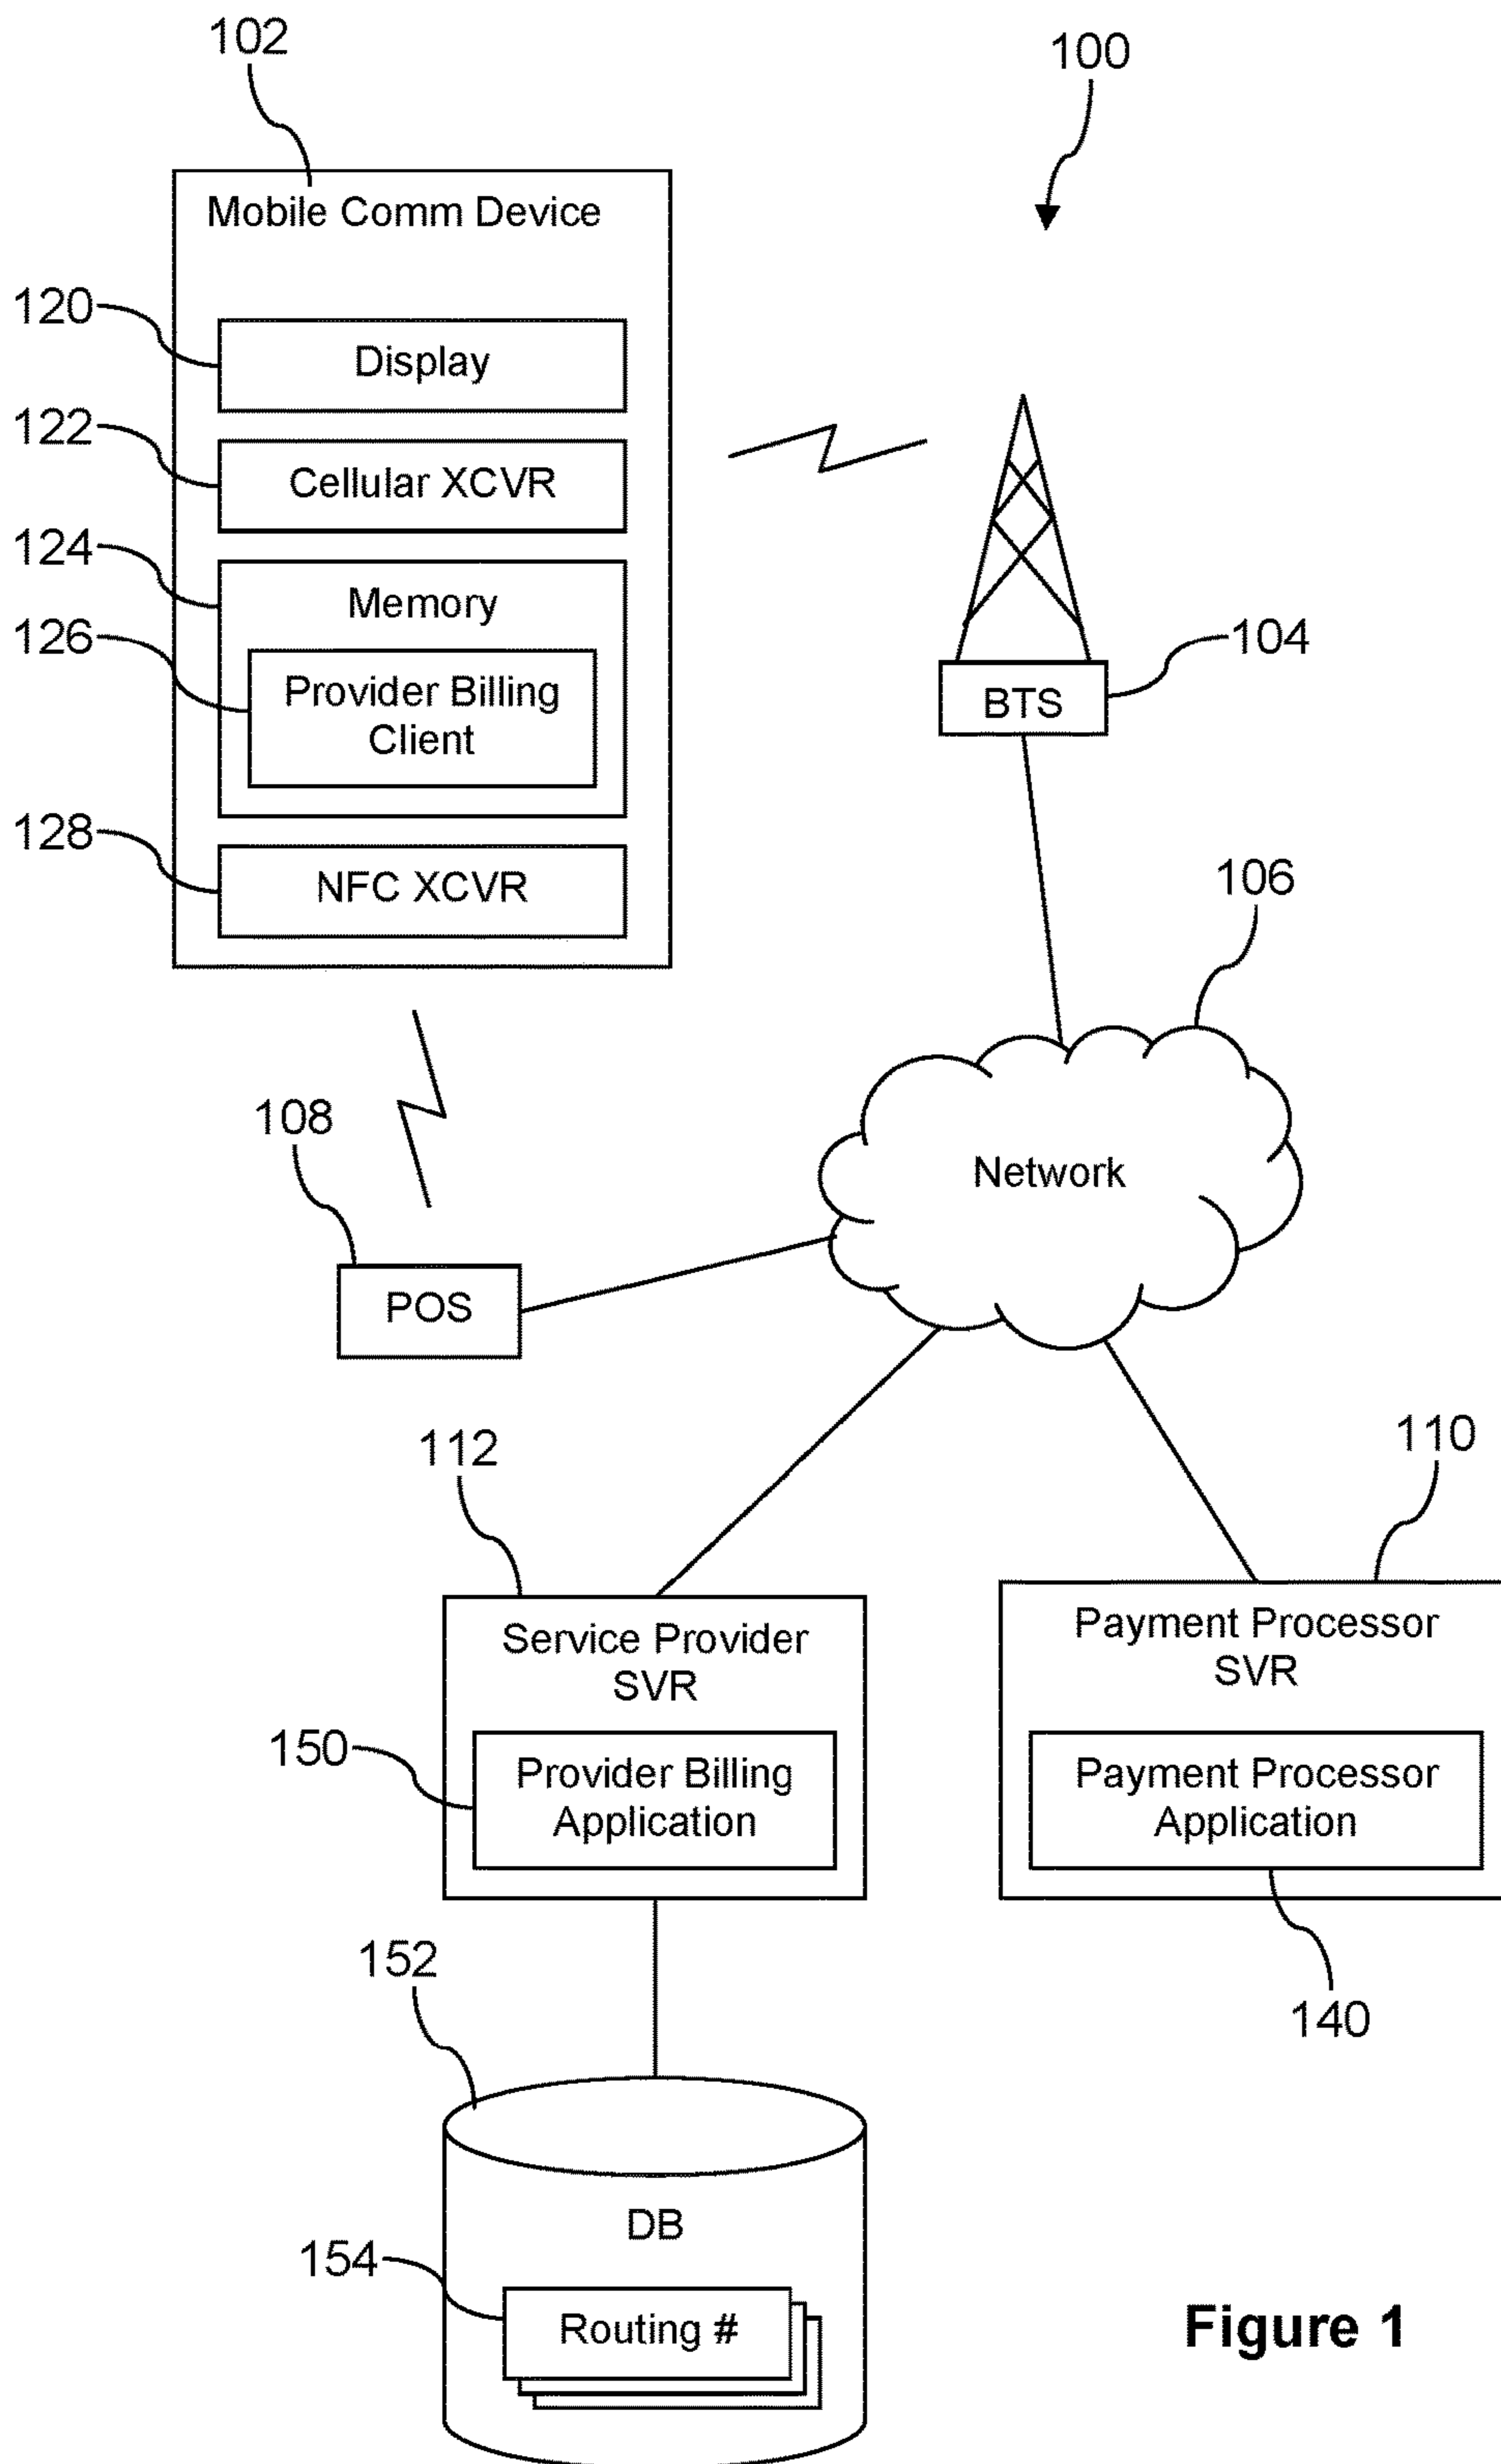 102
100
Mobile Comm Device
120
Display
122
Cellular XCVR
124
Memory
126
Provider Billing
Client
104
BTS
128
NFC XCVR
106
108
Network
POS
112
110
Service Provider
SVR
Payment Processor
SVR
150
Provider Billing
Application
Payment Processor
Application
152
140
DB
154
Routing #
Figure 1